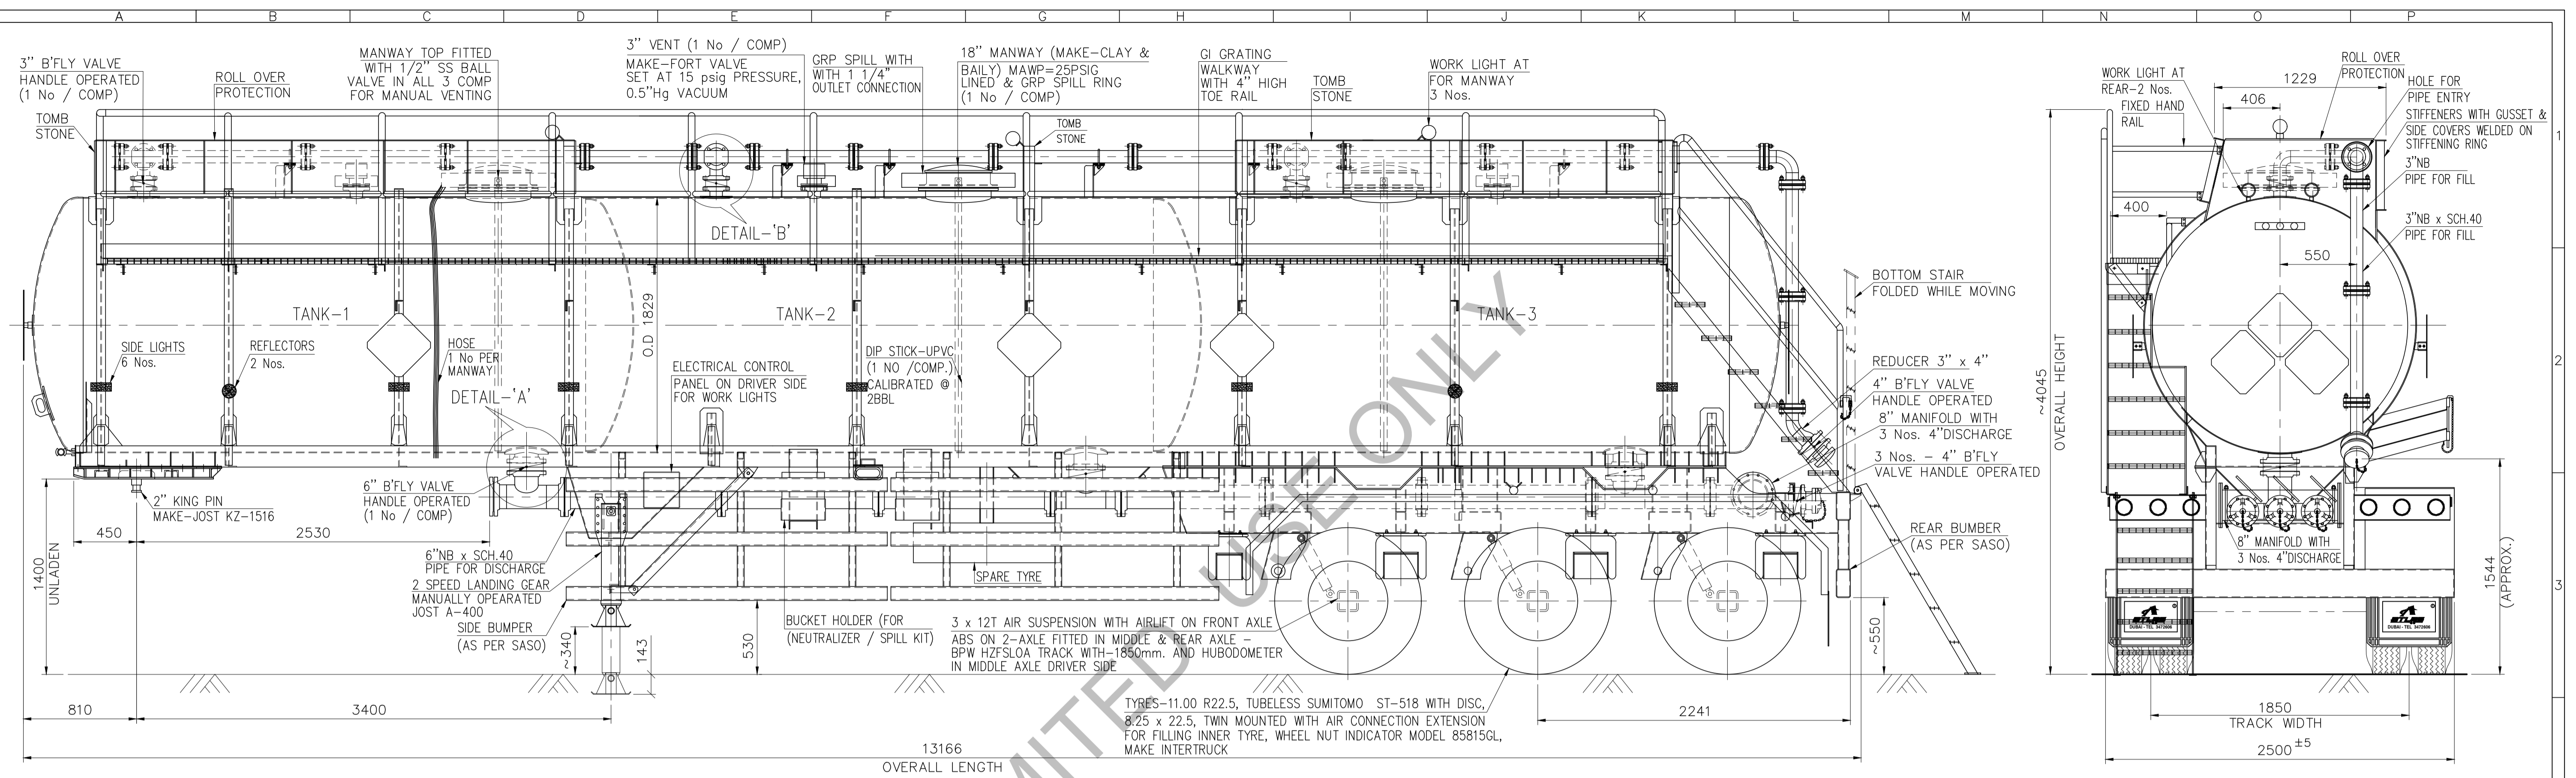 A B C D E F G H I J K L M N O P
3'' B'FLY VALVE
HANDLE OPERATED
(1 No / COMP)
ROLL OVER
PROTECTION
MANWAY TOP FITTED
WITH 1/2'' SS BALL
VALVE IN ALL 3 COMP
FOR MANUAL VENTING
3'' VENT (1 No / COMP)
MAKE-FORT VALVE
SET AT 15 psig PRESSURE,
0.5''Hg VACUUM
GRP SPILL WITH
WITH 1 1/4''
OUTLET CONNECTION
18'' MANWAY (MAKE-CLAY &
BAILY) MAWP=25PSIG
LINED & GRP SPILL RING
(1 No / COMP)
GI GRATING
WALKWAY
WITH 4'' HIGH
TOE RAIL
TOMB
STONE
WORK LIGHT AT
FOR MANWAY
3 Nos.
TOMB
STONE
TOMB
STONE
WORK LIGHT AT
REAR-2 Nos.
FIXED HAND
RAIL
1229
406
ROLL OVER
PROTECTION
HOLE FOR
PIPE ENTRY
STIFFENERS WITH GUSSET &
SIDE COVERS WELDED ON
STIFFENING RING
3''NB
PIPE FOR FILL
3''NB x SCH.40
PIPE FOR FILL
400
550
1
2
3
DETAIL-'B'
TANK-1
TANK-2
TANK-3
O.D 1829
SIDE LIGHTS
6 Nos.
REFLECTORS
2 Nos.
HOSE
1 No PER
MANWAY
DETAIL-'A'
ELECTRICAL CONTROL
PANEL ON DRIVER SIDE
FOR WORK LIGHTS
DIP STICK-UPVC
(1 NO /COMP.)
CALIBRATED @
2BBL
BOTTOM STAIR
FOLDED WHILE MOVING
REDUCER 3'' x 4''
4'' B'FLY VALVE
HANDLE OPERATED
8'' MANIFOLD WITH
3 Nos. 4''DISCHARGE
3 Nos. - 4'' B'FLY
VALVE HANDLE OPERATED
~4045
OVERALL HEIGHT
2'' KING PIN
MAKE-JOST KZ-1516
6'' B'FLY VALVE
HANDLE OPERATED
(1 No / COMP)
450
2530
1400
UNLADEN
6''NB x SCH.40
PIPE FOR DISCHARGE
2 SPEED LANDING GEAR
MANUALLY OPEARATED
JOST A-400
SIDE BUMPER
(AS PER SASO)
~340
143
530
BUCKET HOLDER (FOR
(NEUTRALIZER / SPILL KIT)
SPARE TYRE
3 x 12T AIR SUSPENSION WITH AIRLIFT ON FRONT AXLE
ABS ON 2-AXLE FITTED IN MIDDLE & REAR AXLE -
BPW HZFSLOA TRACK WITH-1850mm. AND HUBODOMETER
IN MIDDLE AXLE DRIVER SIDE
REAR BUMBER
(AS PER SASO)
~550
8'' MANIFOLD WITH
3 Nos. 4''DISCHARGE
1544
(APPROX.)
ATLAS
DUBAI - TEL 3472606
ATLAS
DUBAI - TEL 3472606
810
3400
TYRES-11.00 R22.5, TUBELESS SUMITOMO ST-518 WITH DISC,
8.25 x 22.5, TWIN MOUNTED WITH AIR CONNECTION EXTENSION
FOR FILLING INNER TYRE, WHEEL NUT INDICATOR MODEL 85815GL,
MAKE INTERTRUCK
2241
1850
TRACK WIDTH
2500 ±5
13166
OVERALL LENGTH
MITED USE ONLY